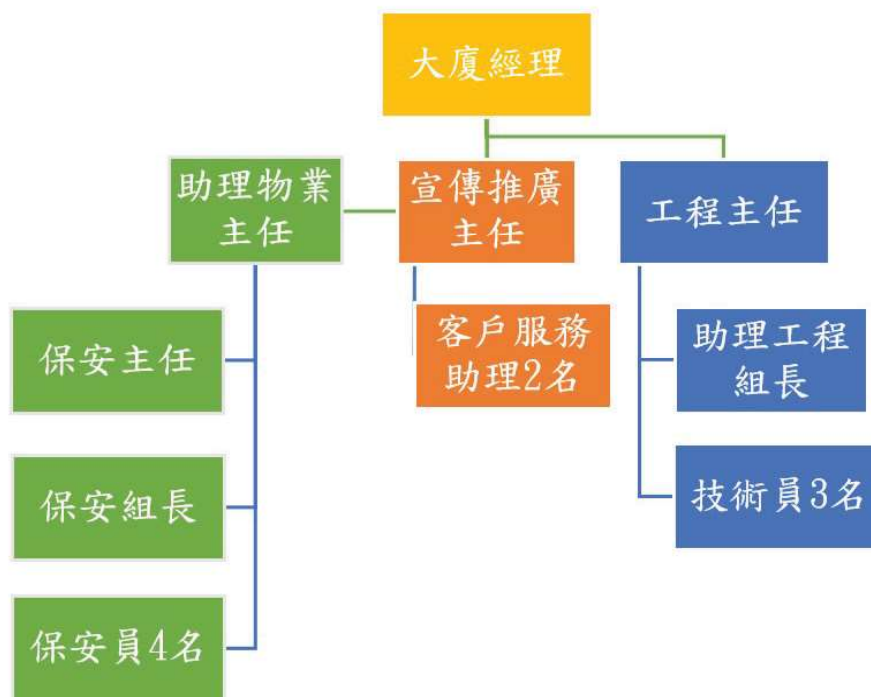 大廈經理
助理物業
主任
宣傳推廣
主任
工程主任
保安主任
客戶服務
助理2名
助理工程
組長
保安組長
技術員3名
保安員4名